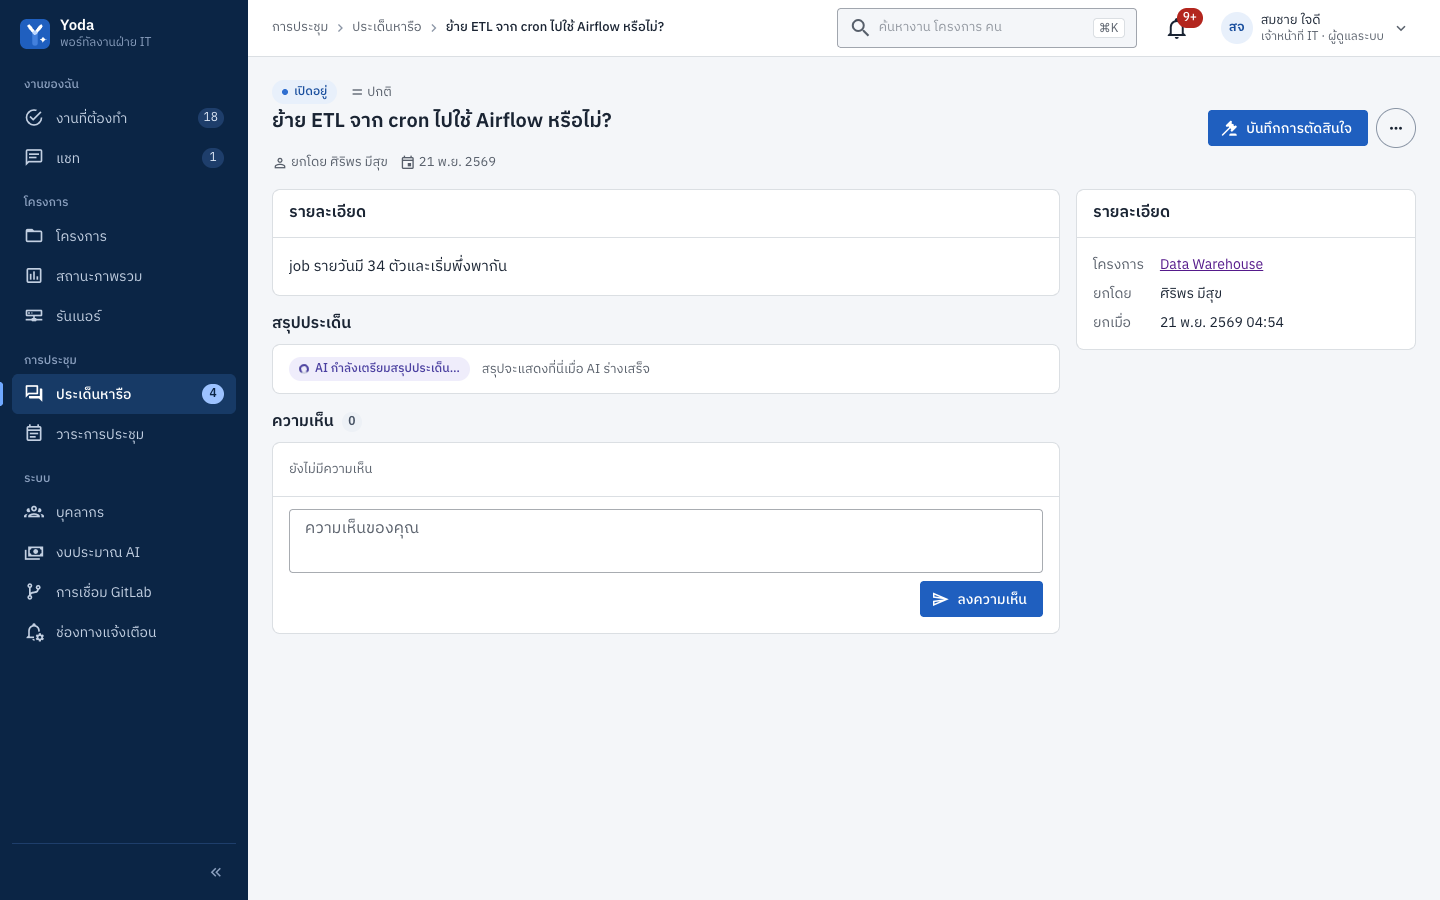 Yoda
พอร์ทัลงานฝ่าย IT
งานของฉัน
งานที่ต้องทำ 18
แชท 1
โครงการ
โครงการ
สถานะภาพรวม
รันเนอร์
การประชุม
ประเด็นหารือ 4
วาระการประชุม
ระบบ
บุคลากร
งบประมาณ AI
การเชื่อม GitLab
ช่องทางแจ้งเตือน
การประชุม › ประเด็นหารือ › ย้าย ETL จาก cron ไปใช้ Airflow หรือไม่?
ค้นหางาน โครงการ คน ⌘K
9+
สจ
สมชาย ใจดี
เจ้าหน้าที่ IT · ผู้ดูแลระบบ
เปิดอยู่ ปกติ
ย้าย ETL จาก cron ไปใช้ Airflow หรือไม่?
ยกโดย ศิริพร มีสุข 21 พ.ย. 2569
บันทึกการตัดสินใจ
รายละเอียด
job รายวันมี 34 ตัวและเริ่มพึ่งพากัน
สรุปประเด็น
AI กำลังเตรียมสรุปประเด็น... สรุปจะแสดงที่นี่เมื่อ AI ร่างเสร็จ
ความเห็น 0
ยังไม่มีความเห็น
ความเห็นของคุณ
ลงความเห็น
รายละเอียด
โครงการ Data Warehouse
ยกโดย ศิริพร มีสุข
ยกเมื่อ 21 พ.ย. 2569 04:54